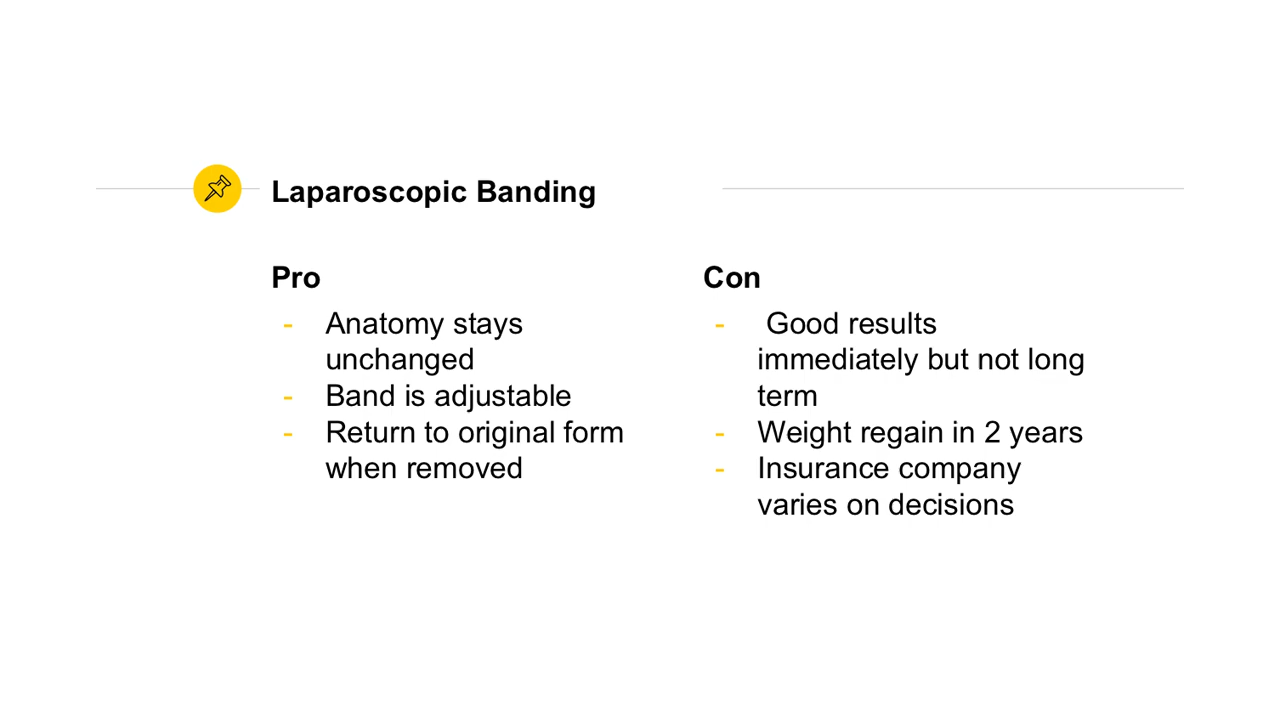 Laparoscopic Banding
Pro
- Anatomy stays
unchanged
- Band is adjustable
- Return to original form
when removed
Con
- Good results
immediately but not long
term
- Weight regain in 2 years
- Insurance company
varies on decisions